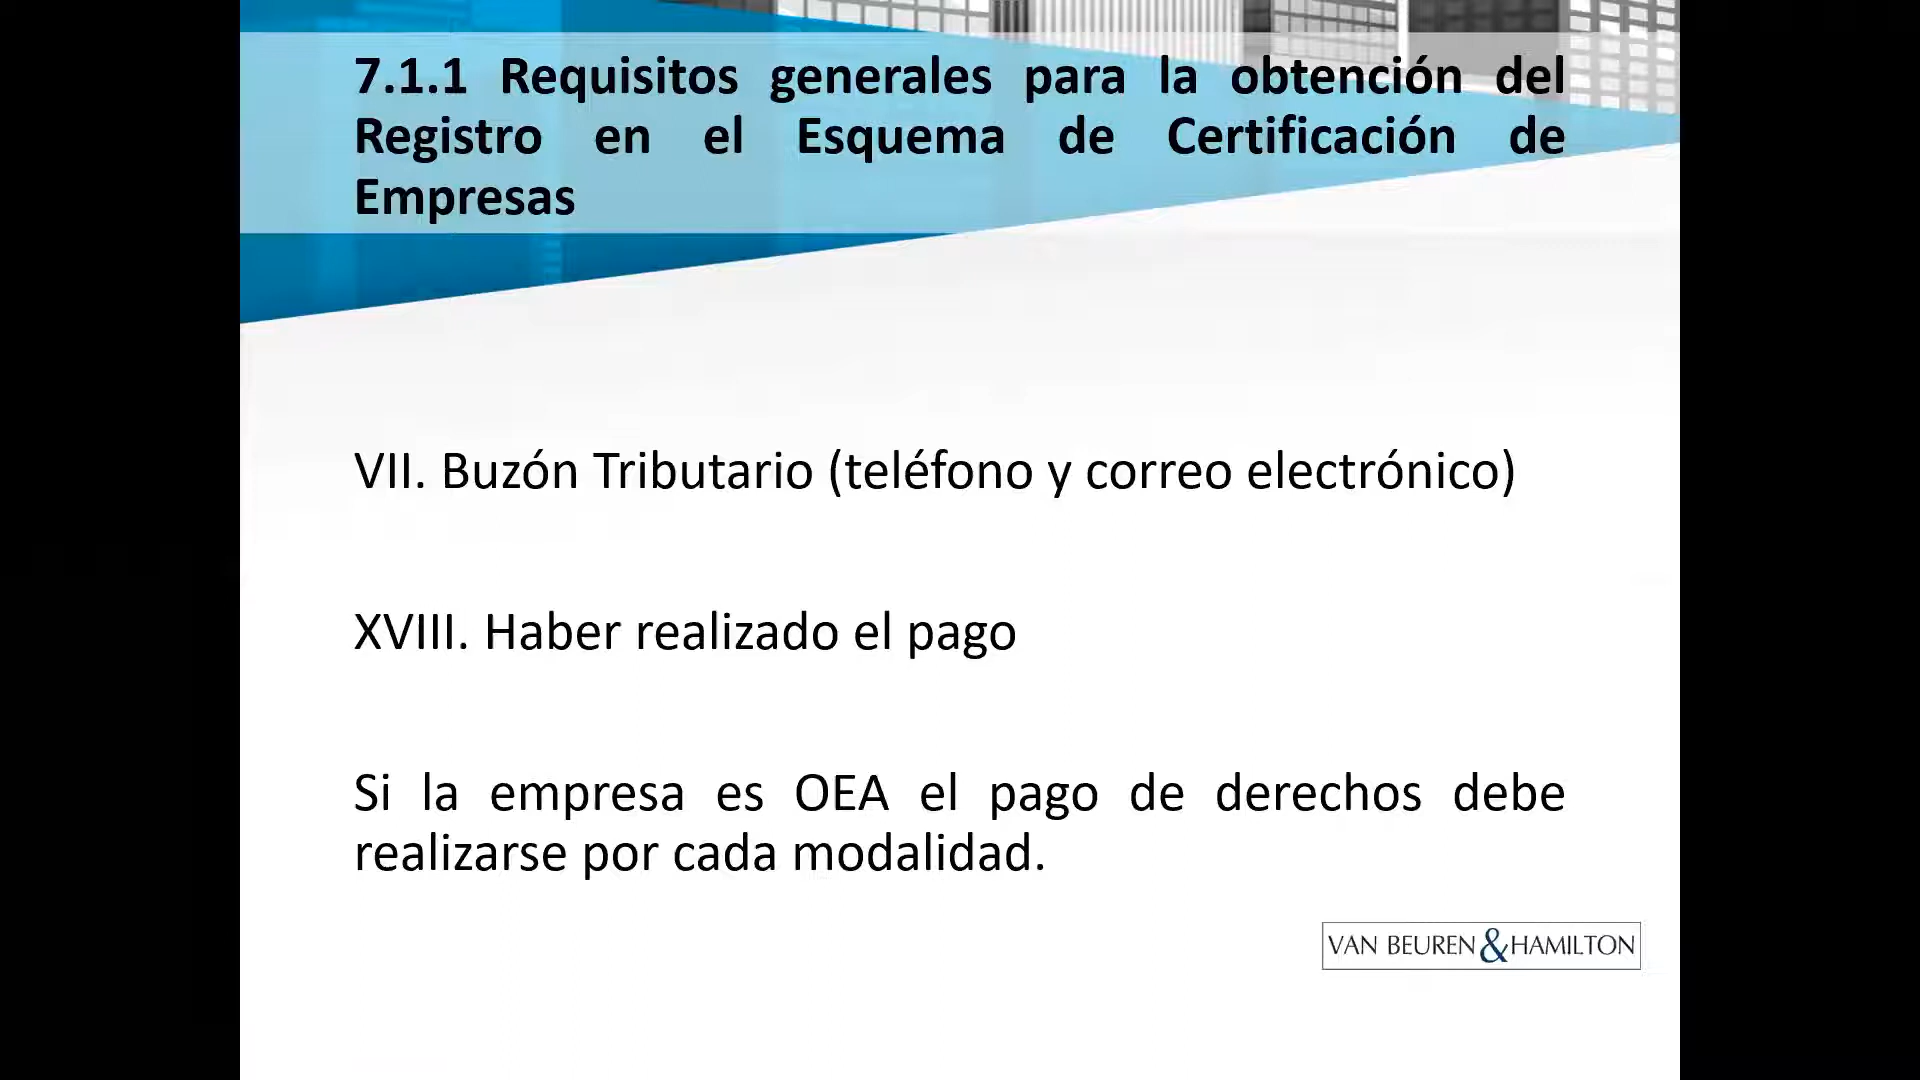 7.1.1 Requisitos generales para la obtención del
Registro en el Esquema de Certificación de
Empresas
VII. Buzón Tributario (teléfono y correo electrónico)
XVIII. Haber realizado el pago
Si la empresa es OEA el pago de derechos debe
realizarse por cada modalidad.
VAN BEUREN & HAMILTON